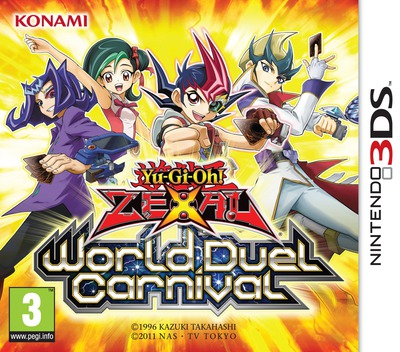 KONAMI
NINTENDO 3DS
Yu-Gi-Oh!
ZEXAL
World Duel
Carnival
3
www.pegi.info
©1996 KAZUKI TAKAHASHI
©2011 NAS • TV TOKYO